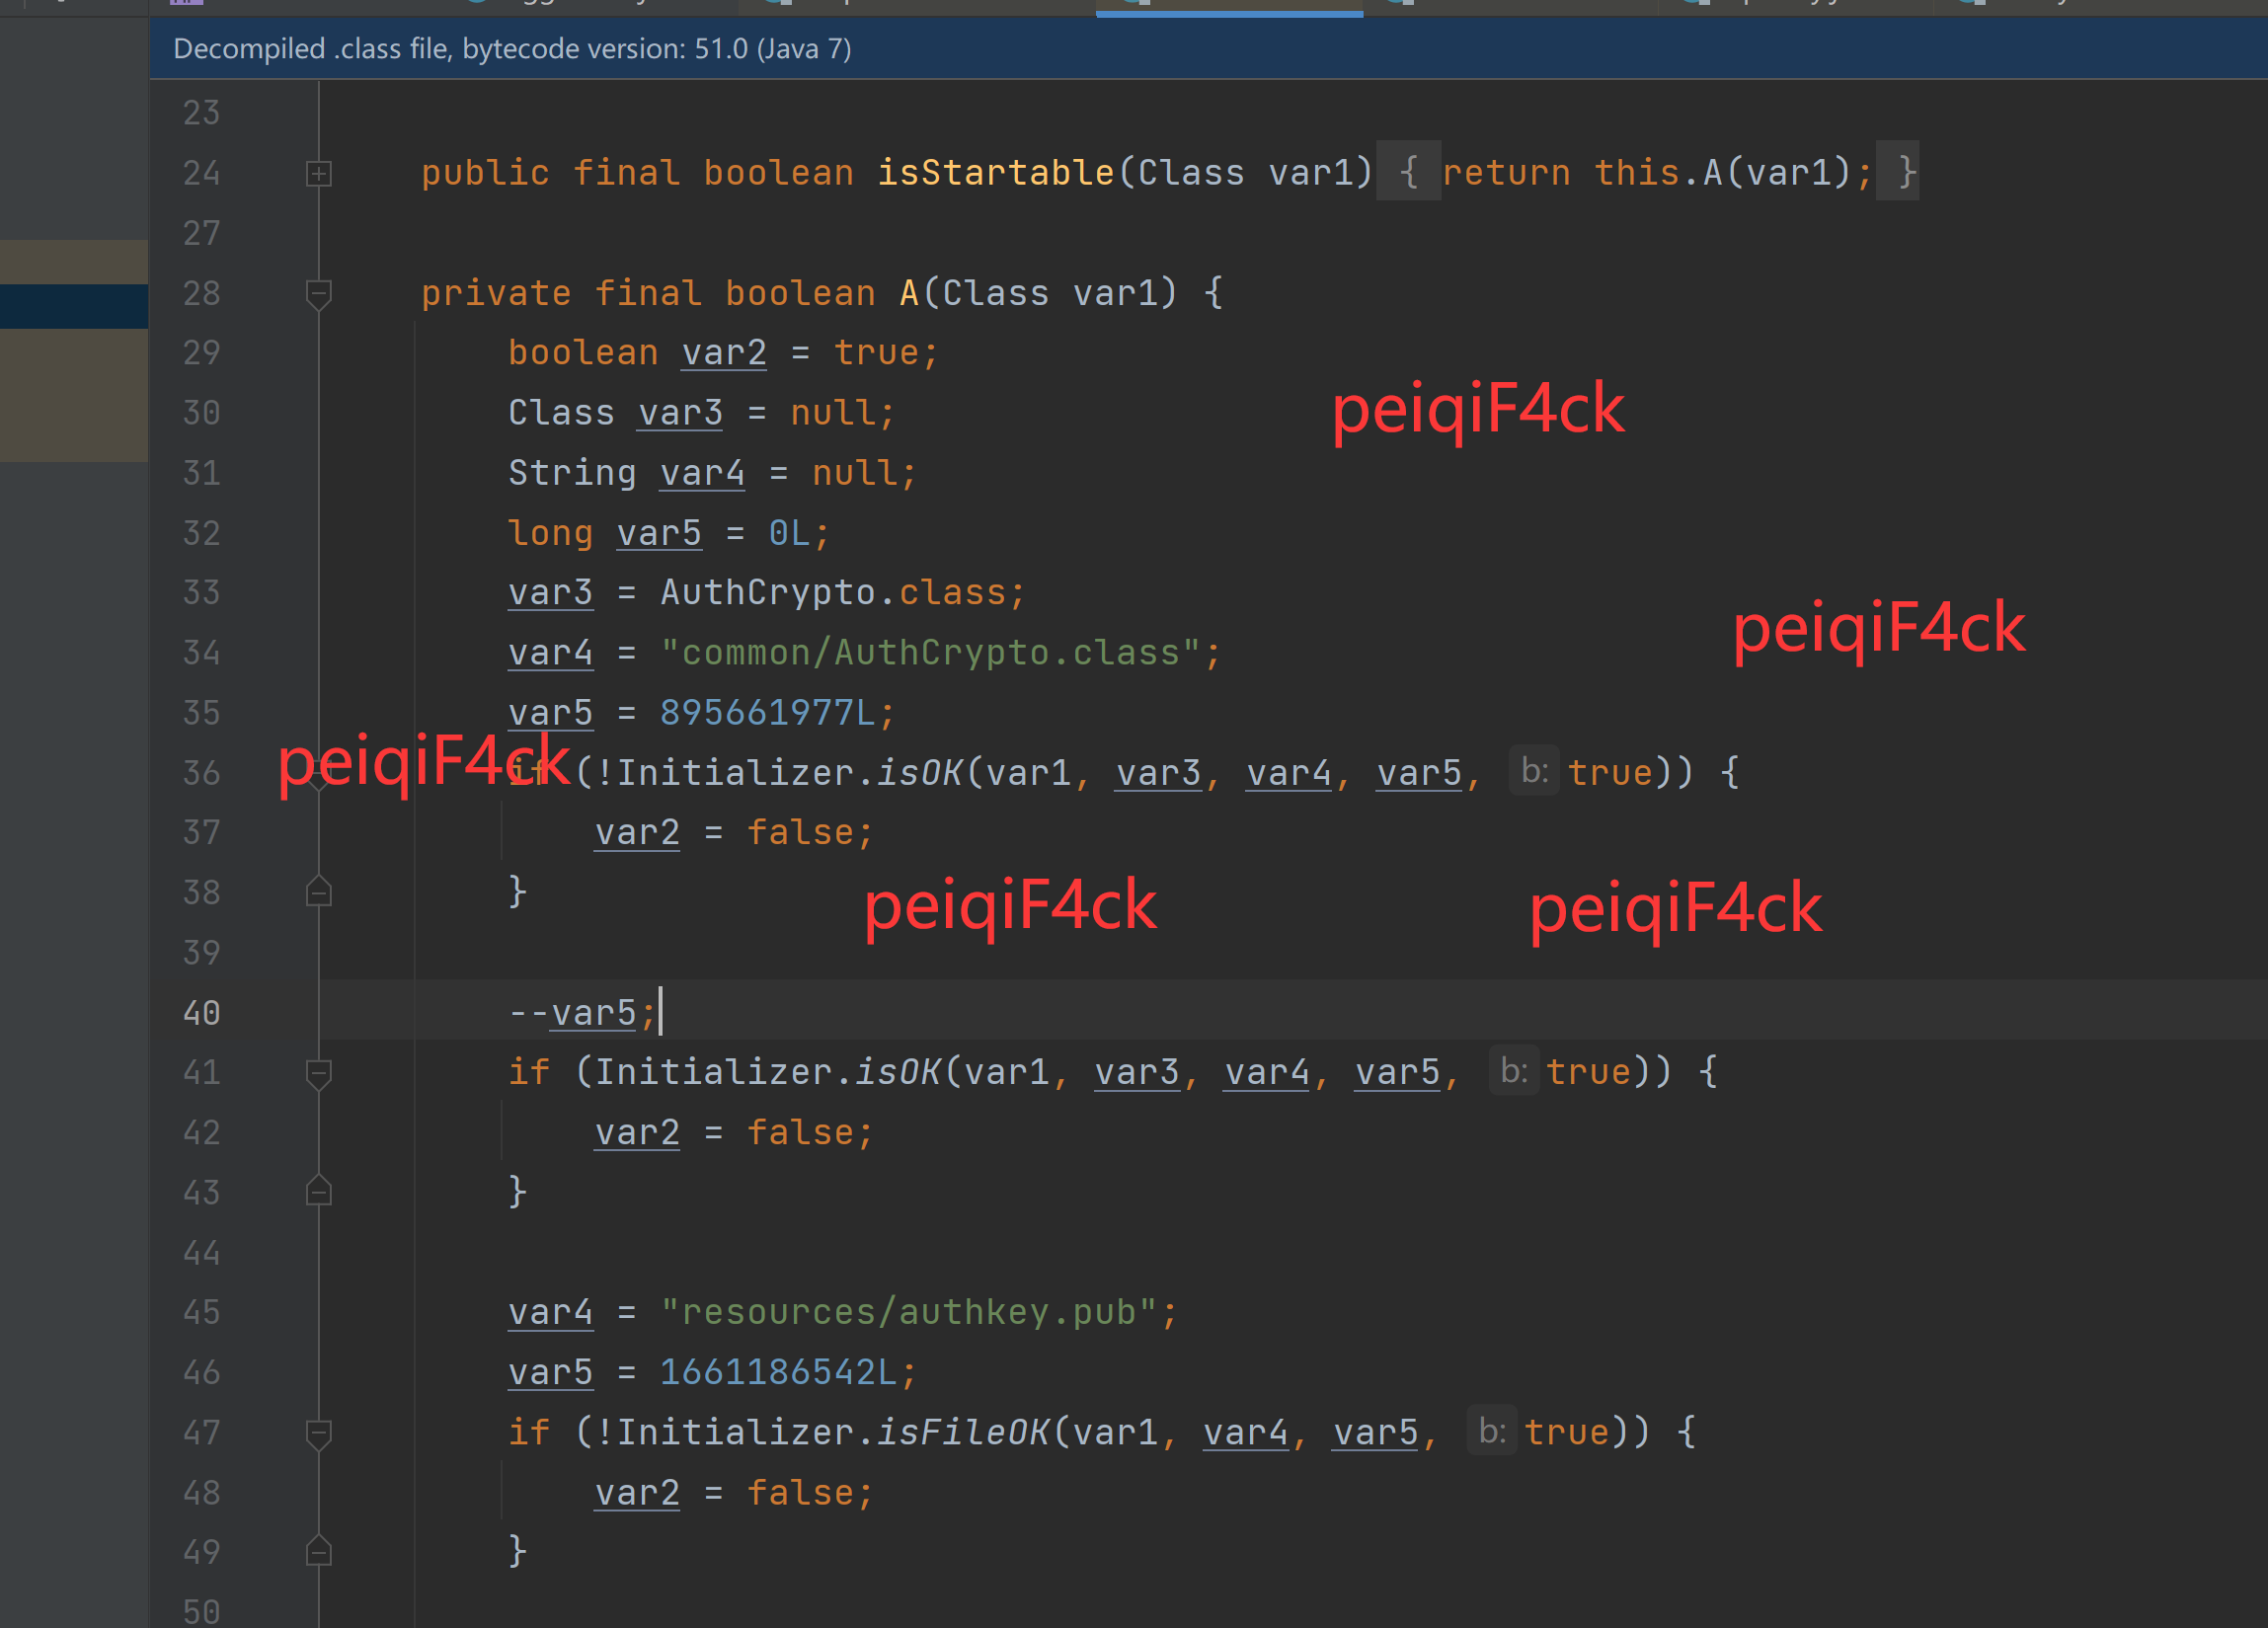 Decompiled .class file, bytecode version: 51.0 (Java 7)
23
24 public final boolean isStartable(Class var1) { return this.A(var1); }
27
28 private final boolean A(Class var1) {
29 boolean var2 = true;
30 Class var3 = null;
peiqiF4ck
31 String var4 = null;
32 long var5 = 0L;
33 var3 = AuthCrypto.class;
peiqiF4ck
34 var4 = "common/AuthCrypto.class";
35 var5 = 895661977L;
peiqiF4ck
36 if (!Initializer.isOK(var1, var3, var4, var5, b: true)) {
37 var2 = false;
38 }
peiqiF4ck peiqiF4ck
39
40 --var5;
41 if (Initializer.isOK(var1, var3, var4, var5, b: true)) {
42 var2 = false;
43 }
44
45 var4 = "resources/authkey.pub";
46 var5 = 1661186542L;
47 if (!Initializer.isFileOK(var1, var4, var5, b: true)) {
48 var2 = false;
49 }
50